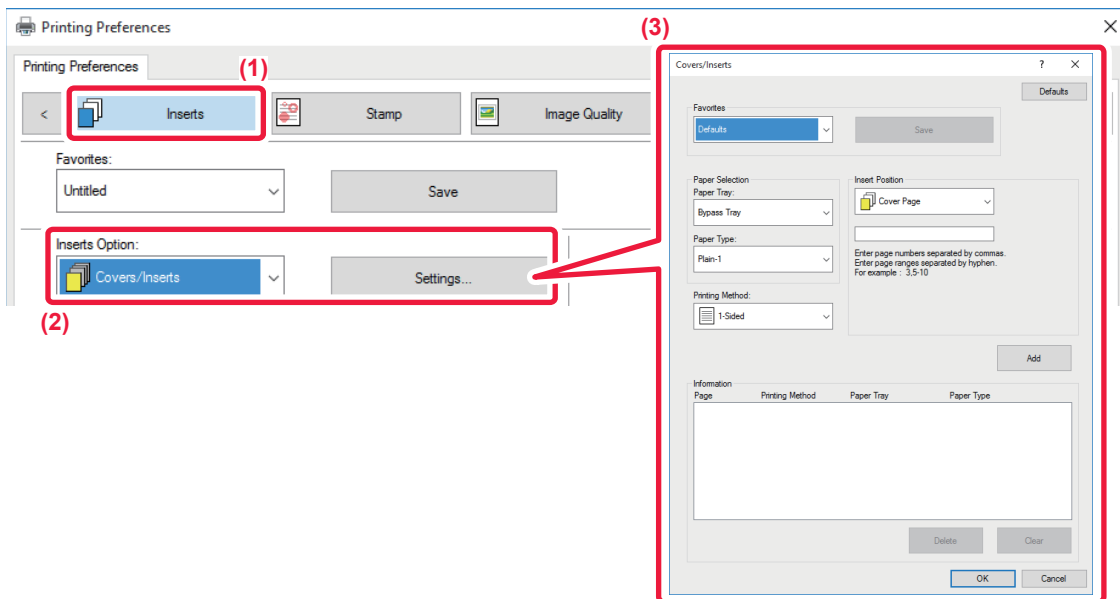 Printing Preferences
Printing Preferences
(1)
< Inserts Stamp Image Quality
Favorites:
Untitled Save
Inserts Option:
Covers/Inserts Settings...
(2)
(3)
Covers/Inserts ?
Defaults
Favorites
Defaults Save
Paper Selection
Paper Tray:
Bypass Tray
Paper Type:
Plain-1
Printing Method:
1-Sided
Insert Position
Cover Page
Enter page numbers separated by commas.
Enter page ranges separated by hyphen.
For example : 3,5-10
Add
Information
Page Printing Method Paper Tray Paper Type
Delete Clear
OK Cancel